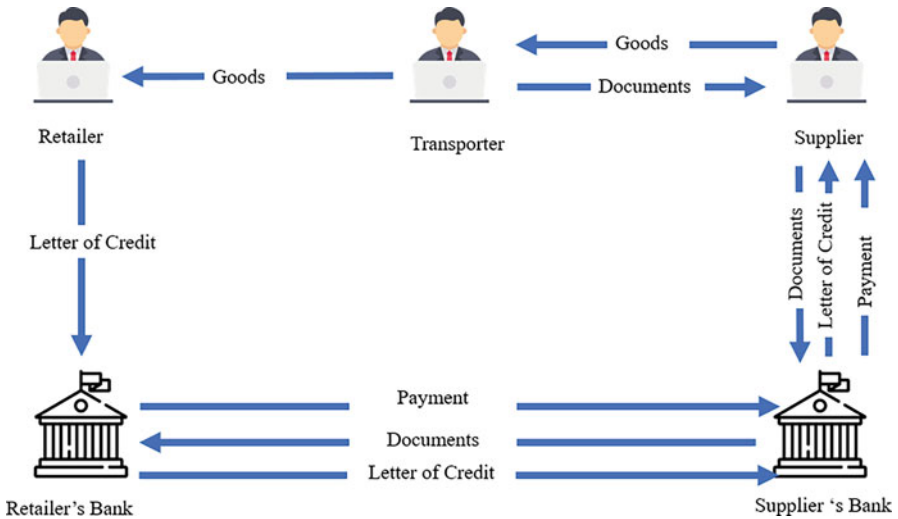 Goods
Goods
Documents
Retailer
Transporter
Supplier
Letter of Credit
Documents
Letter of Credit
Payment
Payment
Documents
Letter of Credit
Retailer’s Bank
Supplier ‘s Bank